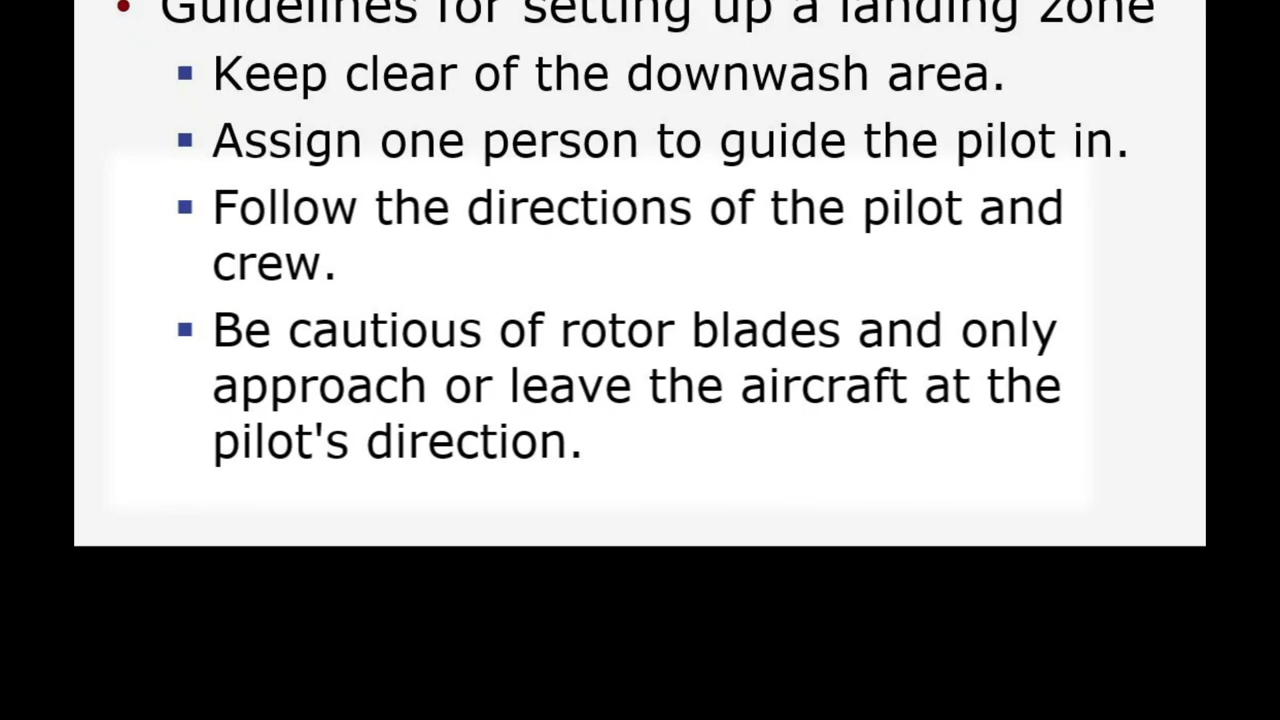 • Guidelines for setting up a landing zone
▪ Keep clear of the downwash area.
▪ Assign one person to guide the pilot in.
▪ Follow the directions of the pilot and
crew.
▪ Be cautious of rotor blades and only
approach or leave the aircraft at the
pilot's direction.